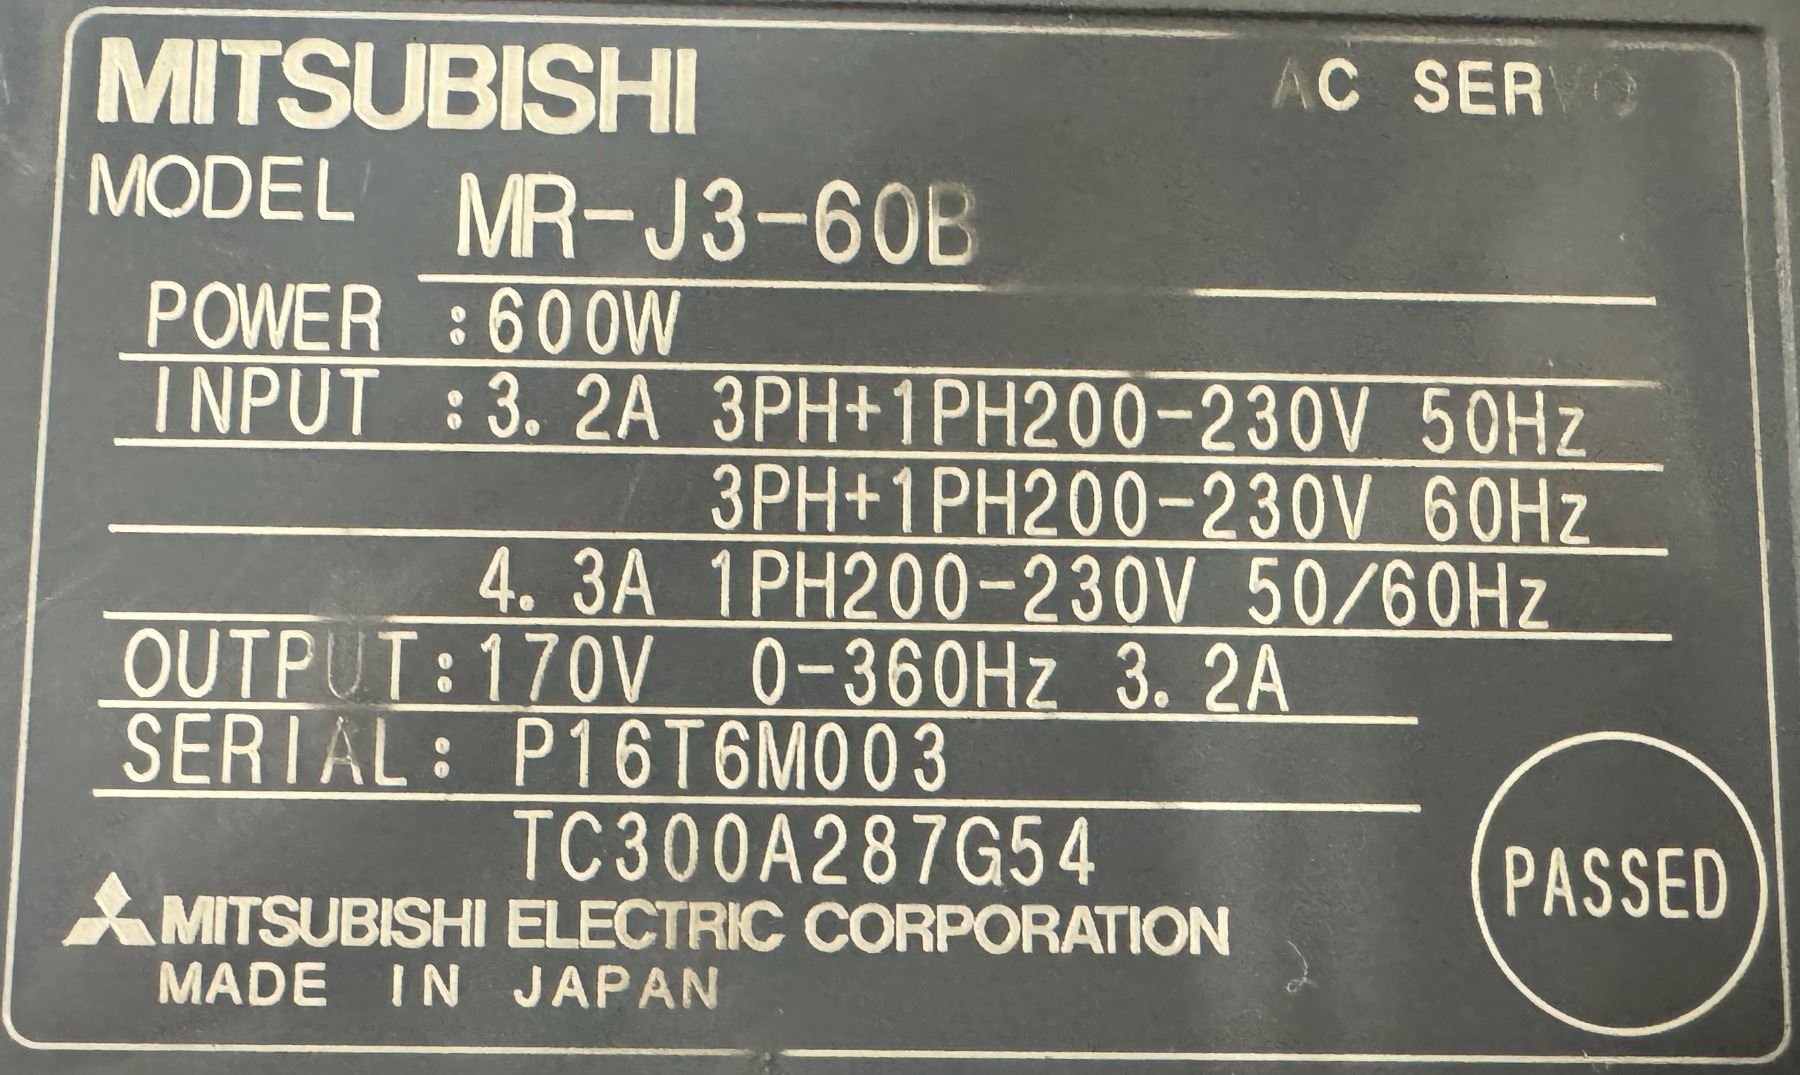 MITSUBISHI AC SERVO
MODEL MR-J3-60B
POWER :600W
INPUT :3.2A 3PH+1PH200-230V 50Hz
3PH+1PH200-230V 60Hz
4.3A 1PH200-230V 50/60Hz
OUTPUT:170V 0-360Hz 3.2A
SERIAL: P16T6M003
TC300A287G54
PASSED
MITSUBISHI ELECTRIC CORPORATION
MADE IN JAPAN